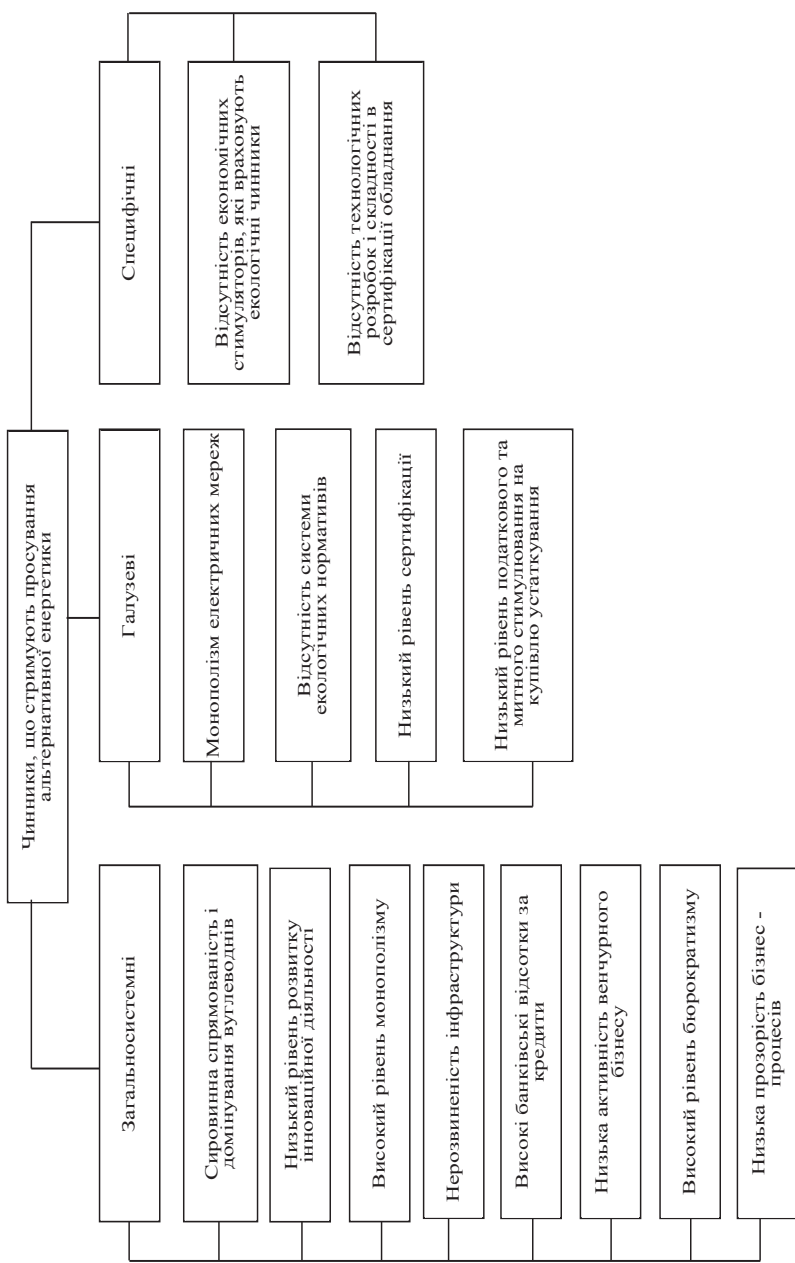 Чинники, що стримують просування
альтернативної енергетики
Загальносистемні
Сировинна спрямованість і
домінування вуглеводнів
Низький рівень розвитку
інноваційної діяльності
Високий рівень монополізму
Нерозвиненість інфраструктури
Високі банківські відсотки за
кредити
Низька активність венчурного
бізнесу
Високий рівень бюрократизму
Низька прозорість бізнес -
процесів
Галузеві
Монополізм електричних мереж
Відсутність системи
екологічних нормативів
Низький рівень сертифікації
Низький рівень податкового та
митного стимулювання на
купівлю устаткування
Специфічні
Відсутність економічних
стимуляторів, які враховують
екологічні чинники
Відсутність технологічних
розробок і складності в
сертифікації обладнання